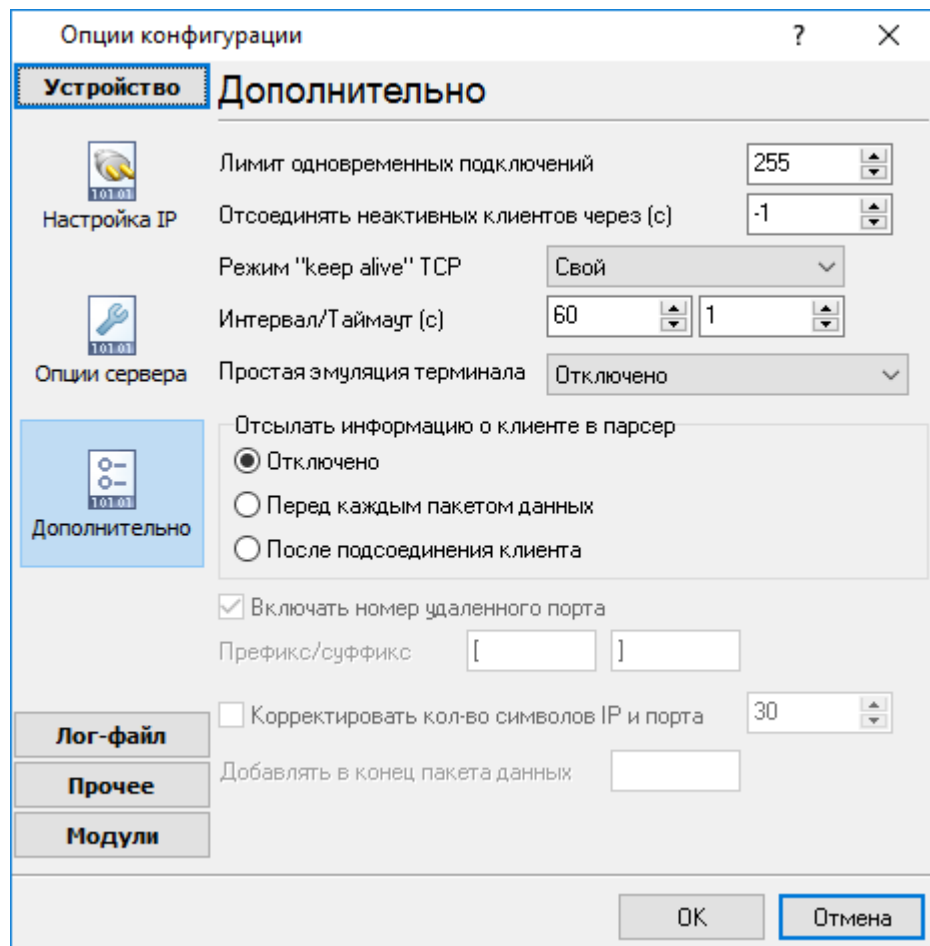 Опции конфигурации ?
Устройство
Дополнительно
Настройка IP
Опции сервера
Дополнительно
Лог-файл
Прочее
Модули
Лимит одновременных подключений 255
Отсоединять неактивных клиентов через (с) -1
Режим "keep alive" TCP Свой
Интервал/Таймаут (с) 60 1
Простая эмуляция терминала Отключено
Отсылать информацию о клиенте в парсер
Отключено
Перед каждым пакетом данных
После подсоединения клиента
Включать номер удаленного порта
Префикс/суффикс [ ]
Корректировать кол-во символов IP и порта 30
Добавлять в конец пакета данных
OK Отмена